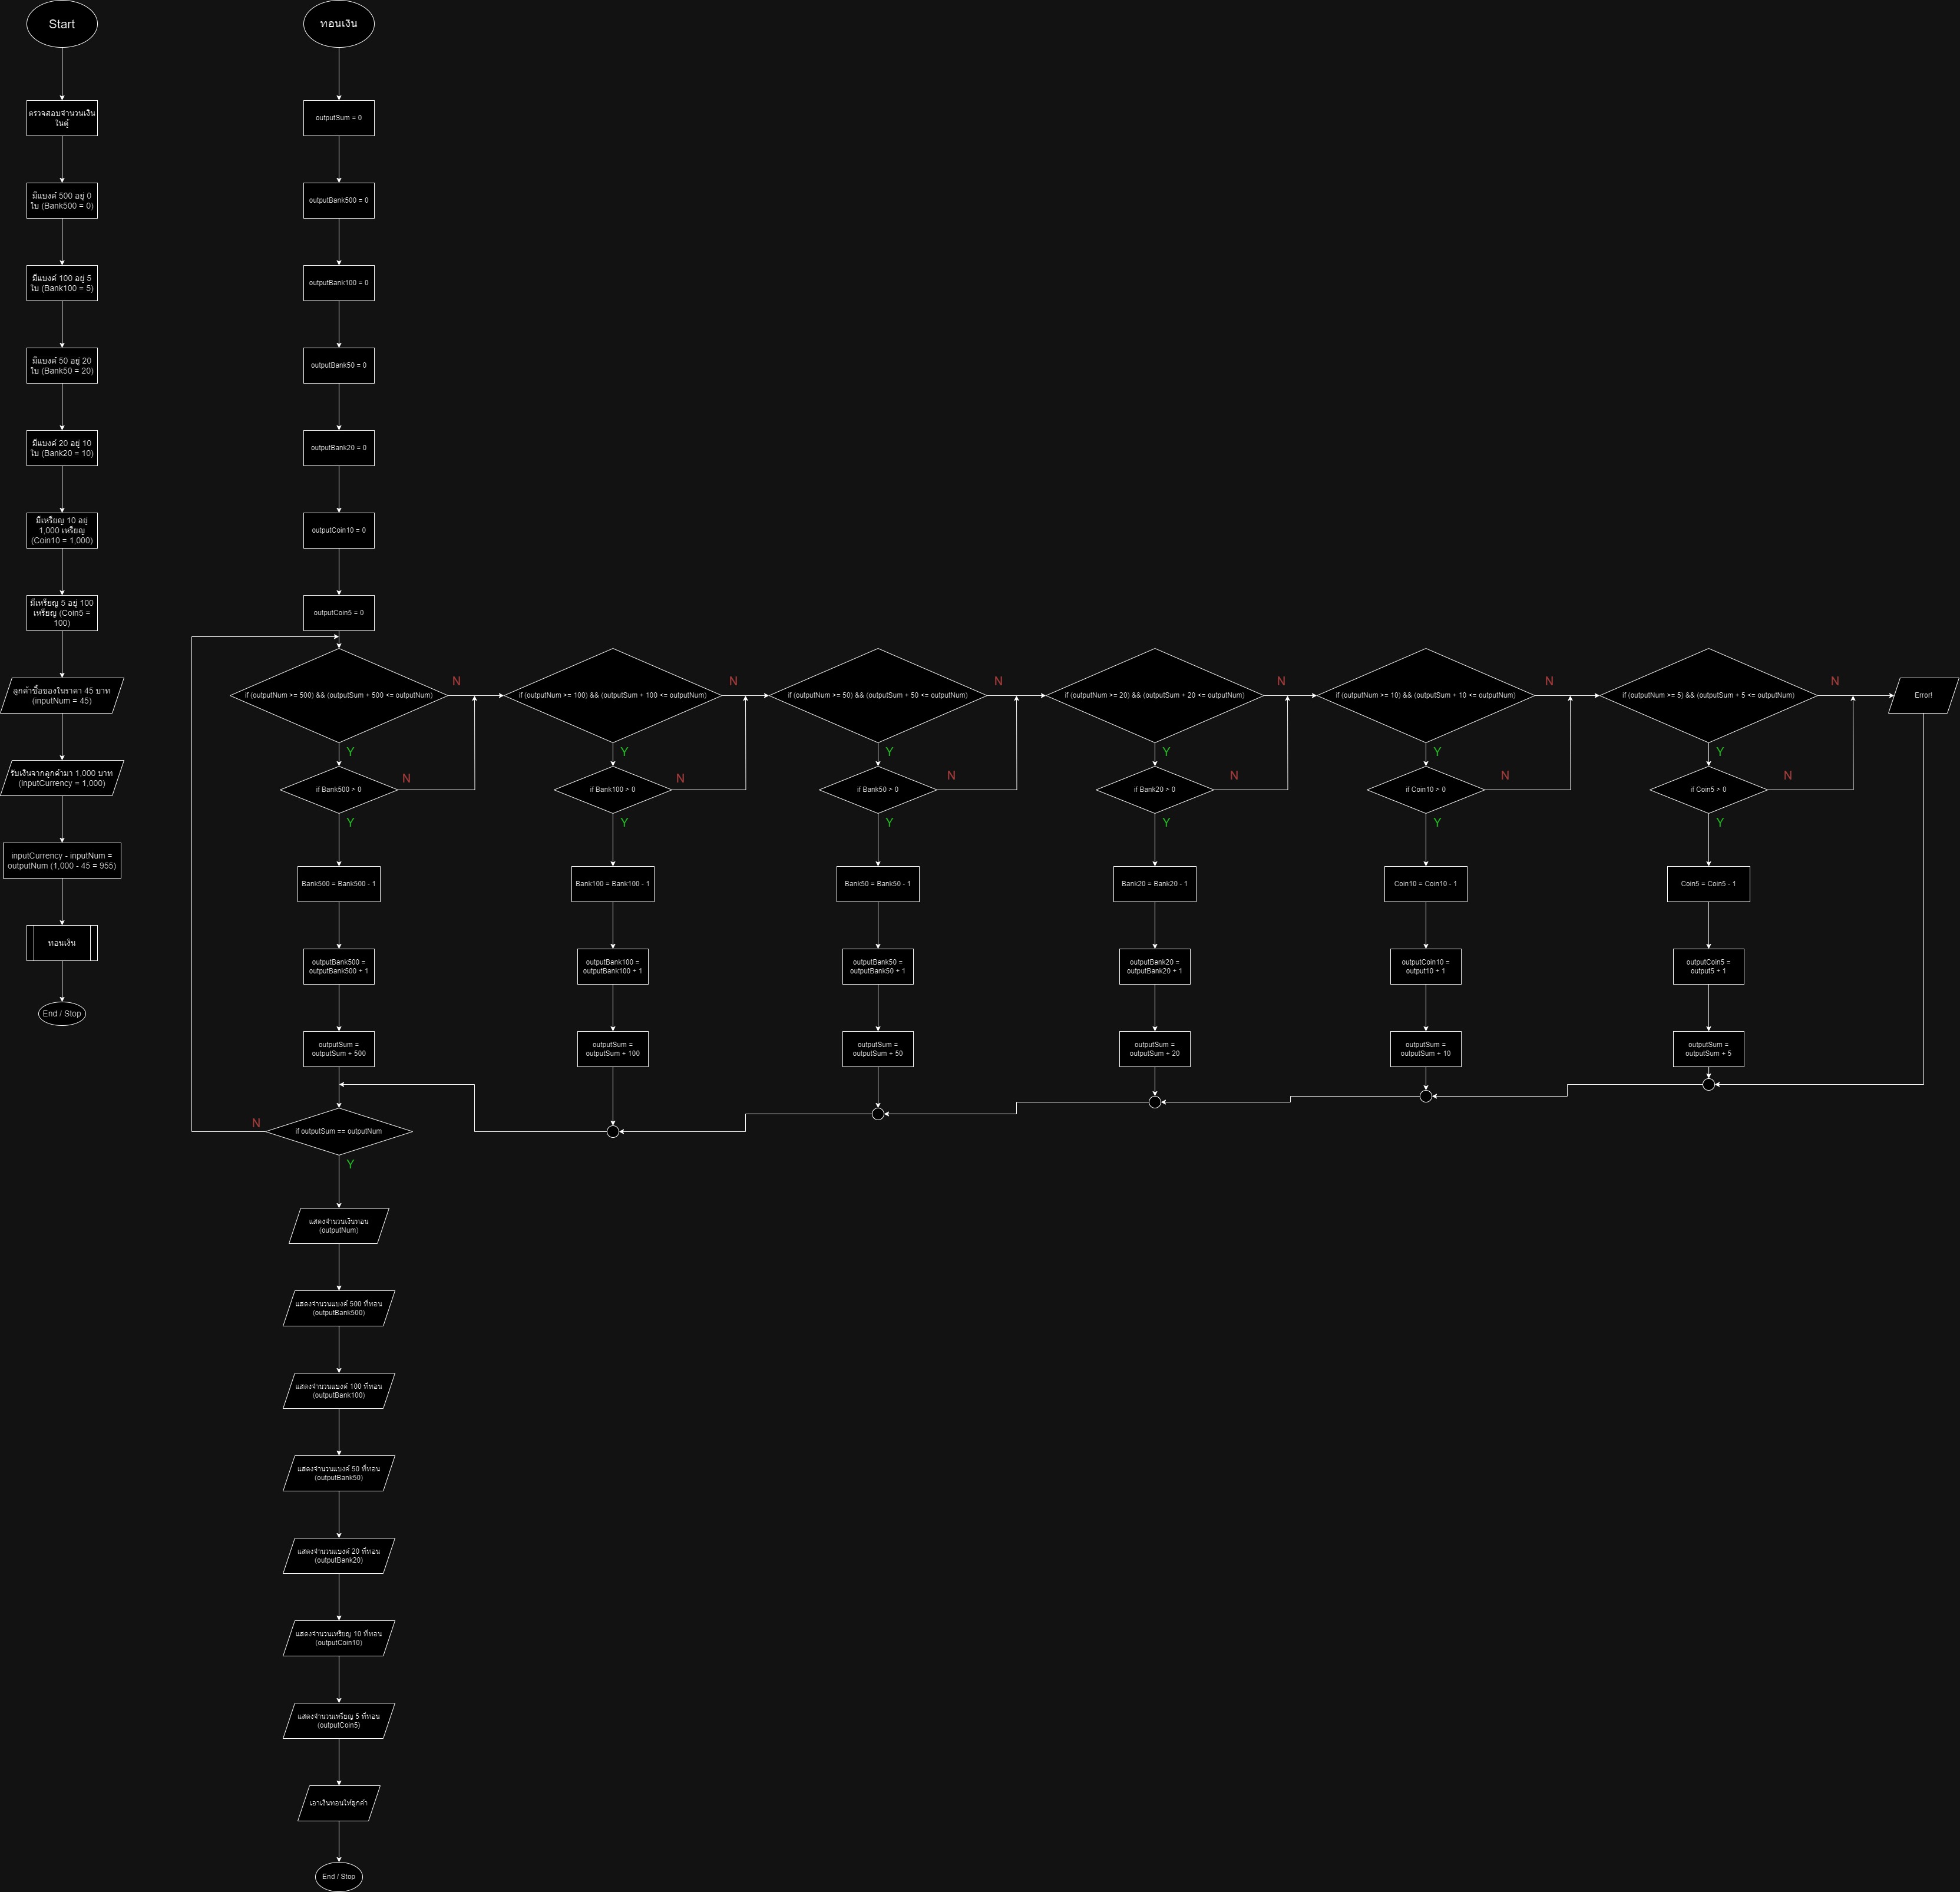 Start
ตรวจสอบจำนวนเงิน
ในตู้
มีแบงค์ 500 อยู่ 0
ใบ (Bank500 = 0)
มีแบงค์ 100 อยู่ 5
ใบ (Bank100 = 5)
มีแบงค์ 50 อยู่ 20
ใบ (Bank50 = 20)
มีแบงค์ 20 อยู่ 10
ใบ (Bank20 = 10)
มีเหรียญ 10 อยู่
1,000 เหรียญ
(Coin10 = 1,000)
มีเหรียญ 5 อยู่ 100
เหรียญ (Coin5 =
100)
ลูกค้าซื้อของในราคา 45 บาท
(inputNum = 45)
รับเงินจากลูกค้ามา 1,000 บาท
(inputCurrency = 1,000)
inputCurrency - inputNum =
outputNum (1,000 - 45 = 955)
ทอนเงิน
End / Stop
ทอนเงิน
outputSum = 0
outputBank500 = 0
outputBank100 = 0
outputBank50 = 0
outputBank20 = 0
outputCoin10 = 0
outputCoin5 = 0
if (outputNum >= 500) && (outputSum + 500 <= outputNum)
N
Y
if Bank500 > 0
N
Y
Bank500 = Bank500 - 1
outputBank500 =
outputBank500 + 1
outputSum =
outputSum + 500
if (outputNum >= 100) && (outputSum + 100 <= outputNum)
N
Y
if Bank100 > 0
N
Y
Bank100 = Bank100 - 1
outputBank100 =
outputBank100 + 1
outputSum =
outputSum + 100
if (outputNum >= 50) && (outputSum + 50 <= outputNum)
N
Y
if Bank50 > 0
N
Y
Bank50 = Bank50 - 1
outputBank50 =
outputBank50 + 1
outputSum =
outputSum + 50
if (outputNum >= 20) && (outputSum + 20 <= outputNum)
N
Y
if Bank20 > 0
N
Y
Bank20 = Bank20 - 1
outputBank20 =
outputBank20 + 1
outputSum =
outputSum + 20
if (outputNum >= 10) && (outputSum + 10 <= outputNum)
N
Y
if Coin10 > 0
N
Y
Coin10 = Coin10 - 1
outputCoin10 =
output10 + 1
outputSum =
outputSum + 10
if (outputNum >= 5) && (outputSum + 5 <= outputNum)
N
Y
if Coin5 > 0
N
Y
Coin5 = Coin5 - 1
outputCoin5 =
output5 + 1
outputSum =
outputSum + 5
Error!
if outputSum == outputNum
N
Y
แสดงจำนวนเงินทอน
(outputNum)
แสดงจำนวนแบงค์ 500 ที่ทอน
(outputBank500)
แสดงจำนวนแบงค์ 100 ที่ทอน
(outputBank100)
แสดงจำนวนแบงค์ 50 ที่ทอน
(outputBank50)
แสดงจำนวนแบงค์ 20 ที่ทอน
(outputBank20)
แสดงจำนวนเหรียญ 10 ที่ทอน
(outputCoin10)
แสดงจำนวนเหรียญ 5 ที่ทอน
(outputCoin5)
เอาเงินทอนให้ลูกค้า
End / Stop